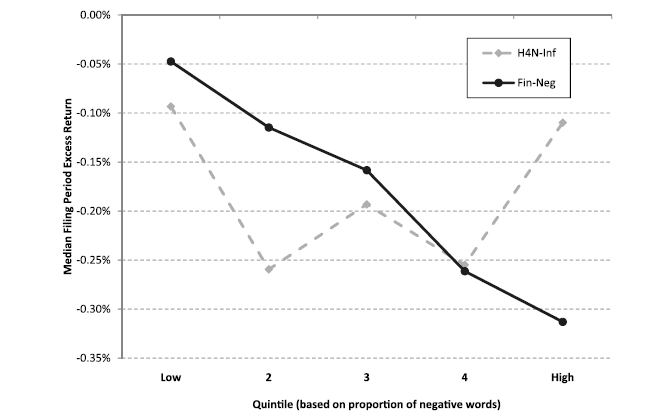 0.00%
-0.05%
-0.10%
-0.15%
-0.20%
-0.25%
-0.30%
-0.35%
Median Filing Period Excess Return
H4N-Inf
Fin-Neg
Low 2 3 4 High
Quintile (based on proportion of negative words)